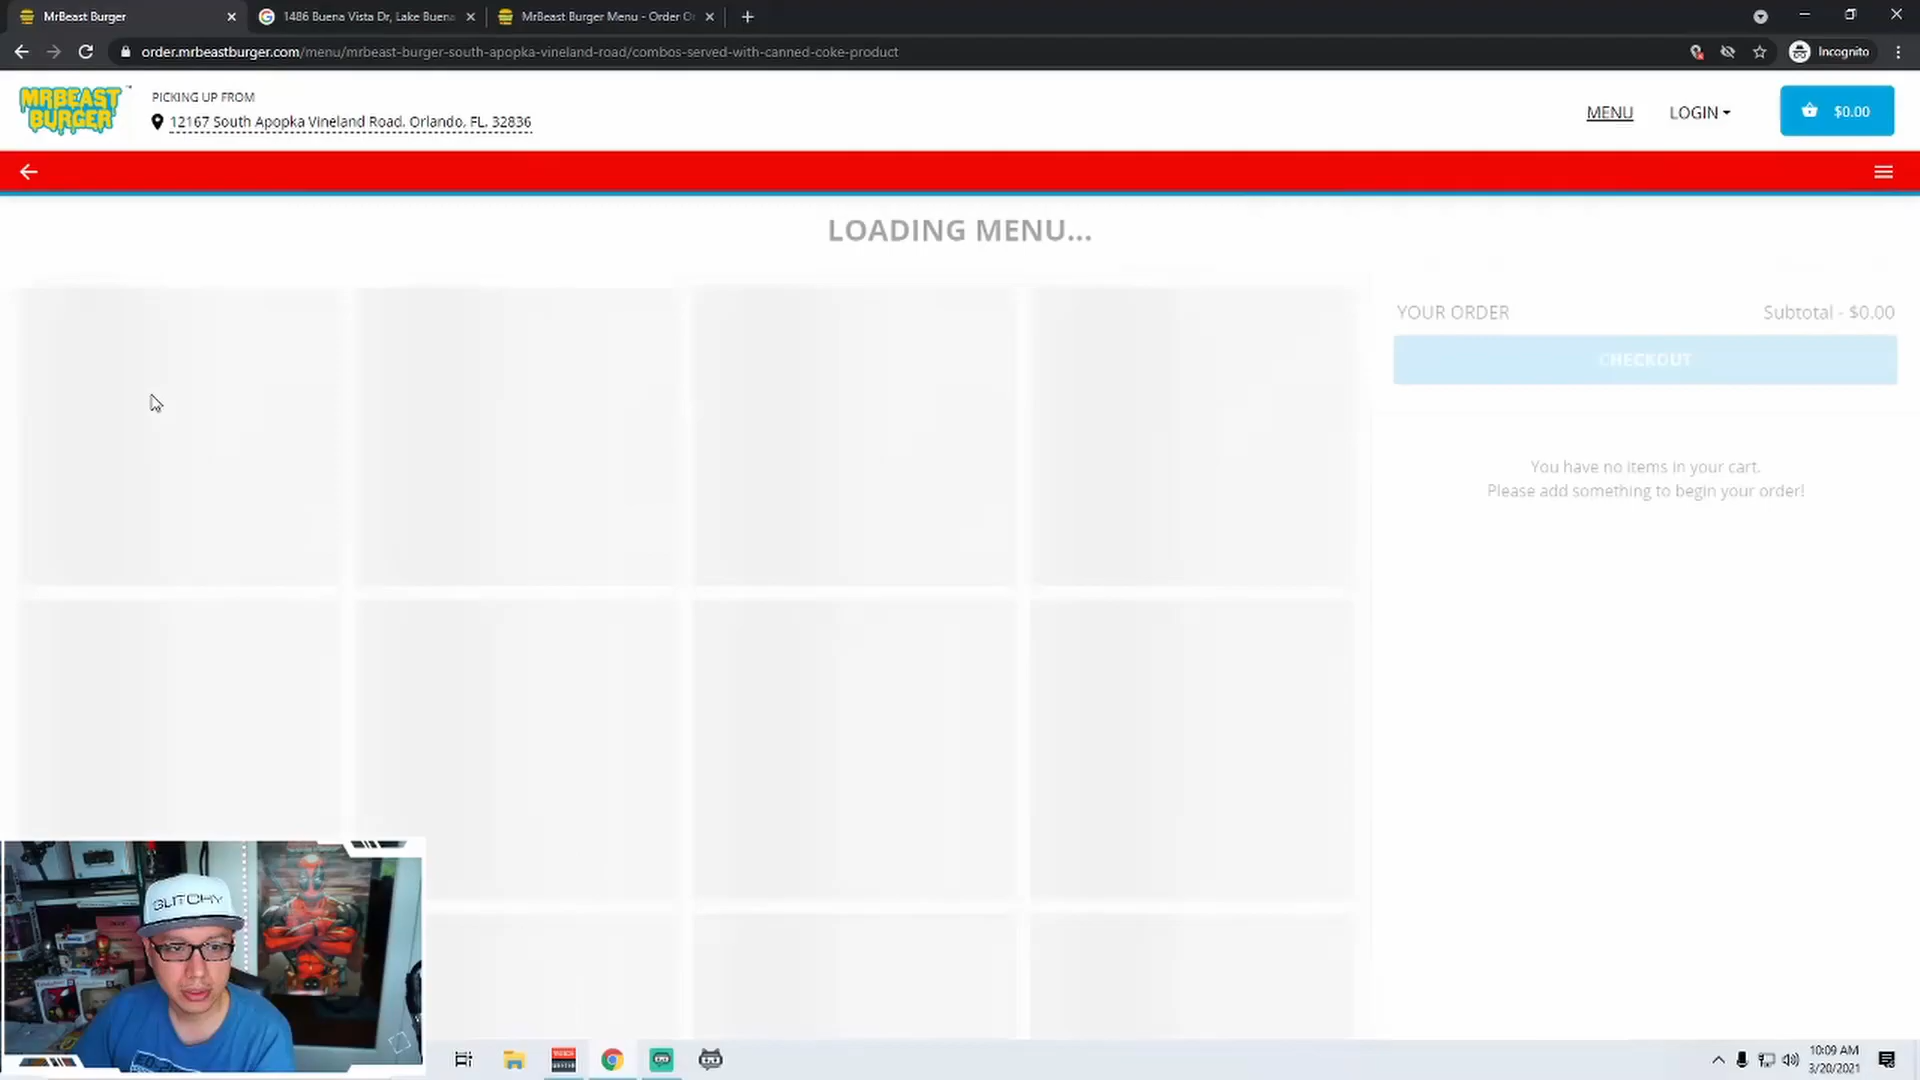 MrBeast Burger
1486 Buena Vista Dr, Lake Buena
MrBeast Burger Menu - Order O
order.mrbeastburger.com/menu/mrbeast-burger-south-apopka-vineland-road/combos-served-with-canned-coke-product
Incognito
MRBEAST
BURGER
PICKING UP FROM
12167 South Apopka Vineland Road. Orlando, FL. 32836
MENU
LOGIN
$0.00
LOADING MENU...
YOUR ORDER
Subtotal - $0.00
CHECKOUT
You have no items in your cart.
Please add something to begin your order!
GLITCHY
10:09 AM
3/20/2021